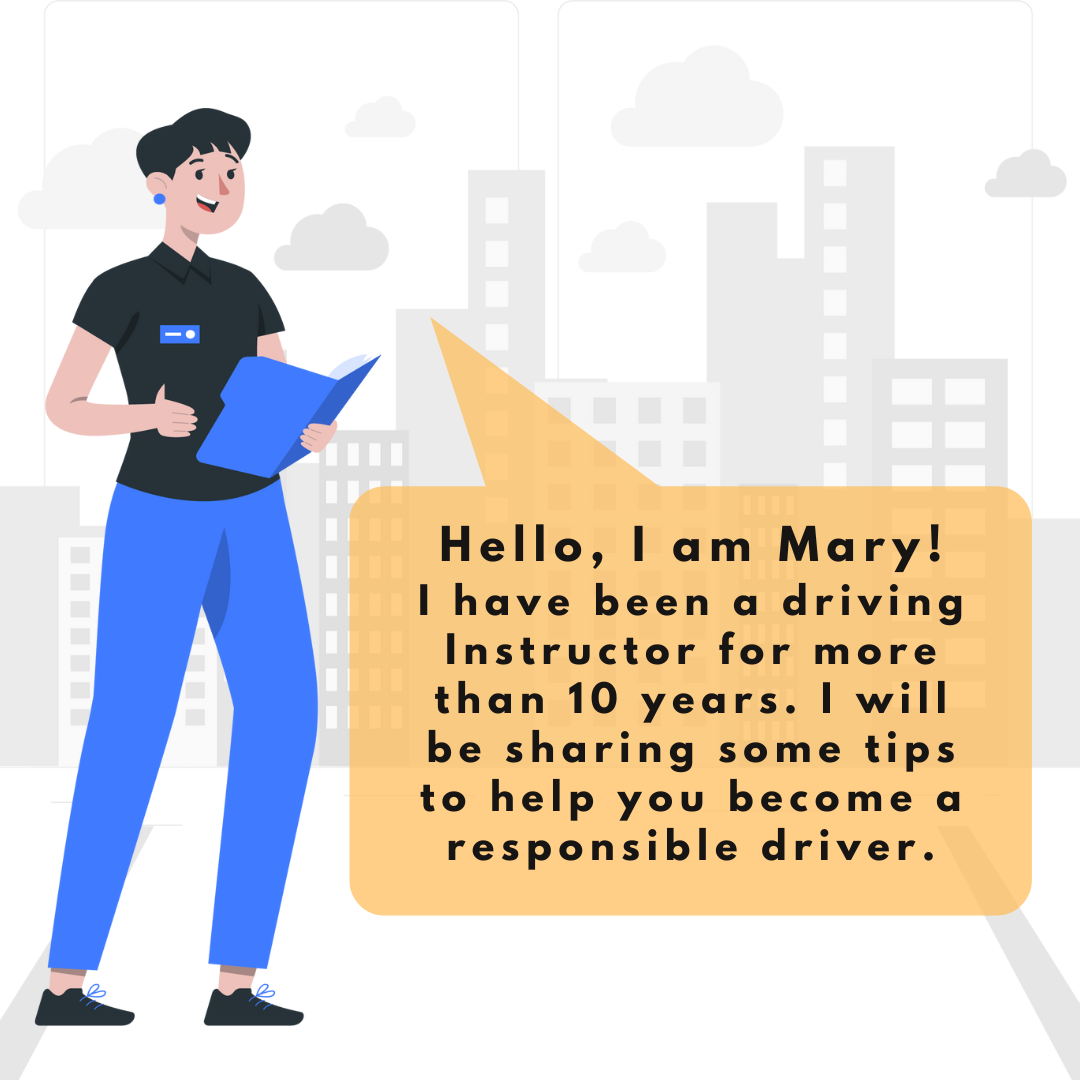 Hello, I am Mary!
I have been a driving
Instructor for more
than 10 years. I will
be sharing some tips
to help you become a
responsible driver.